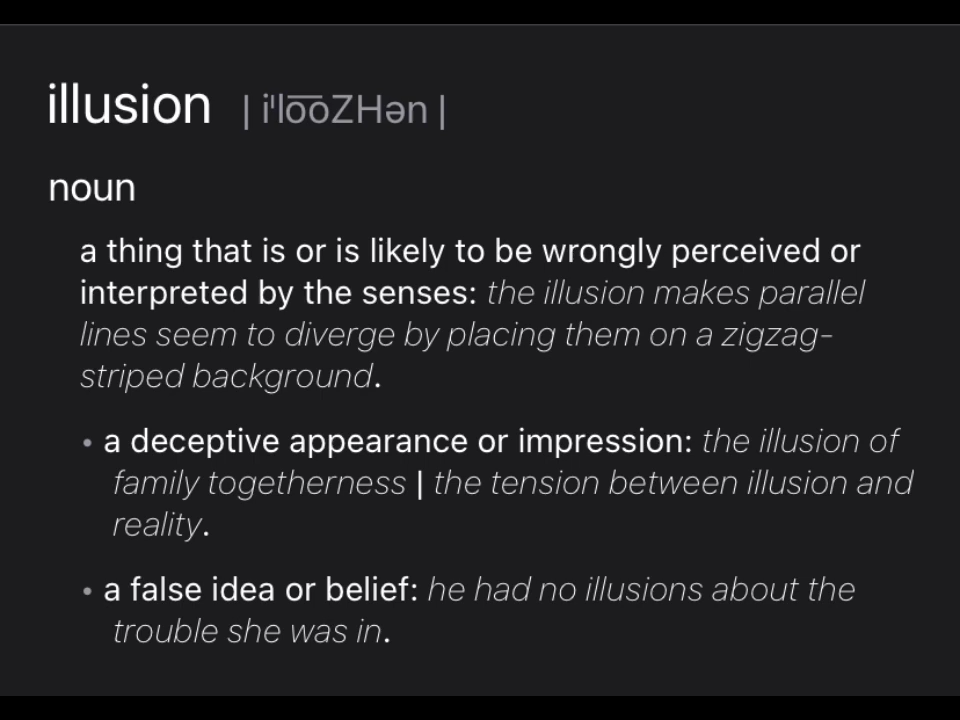 illusion | iˈlo͞oZHən |
noun
a thing that is or is likely to be wrongly perceived or
interpreted by the senses: the illusion makes parallel
lines seem to diverge by placing them on a zigzag-
striped background.
• a deceptive appearance or impression: the illusion of
family togetherness | the tension between illusion and
reality.
• a false idea or belief: he had no illusions about the
trouble she was in.